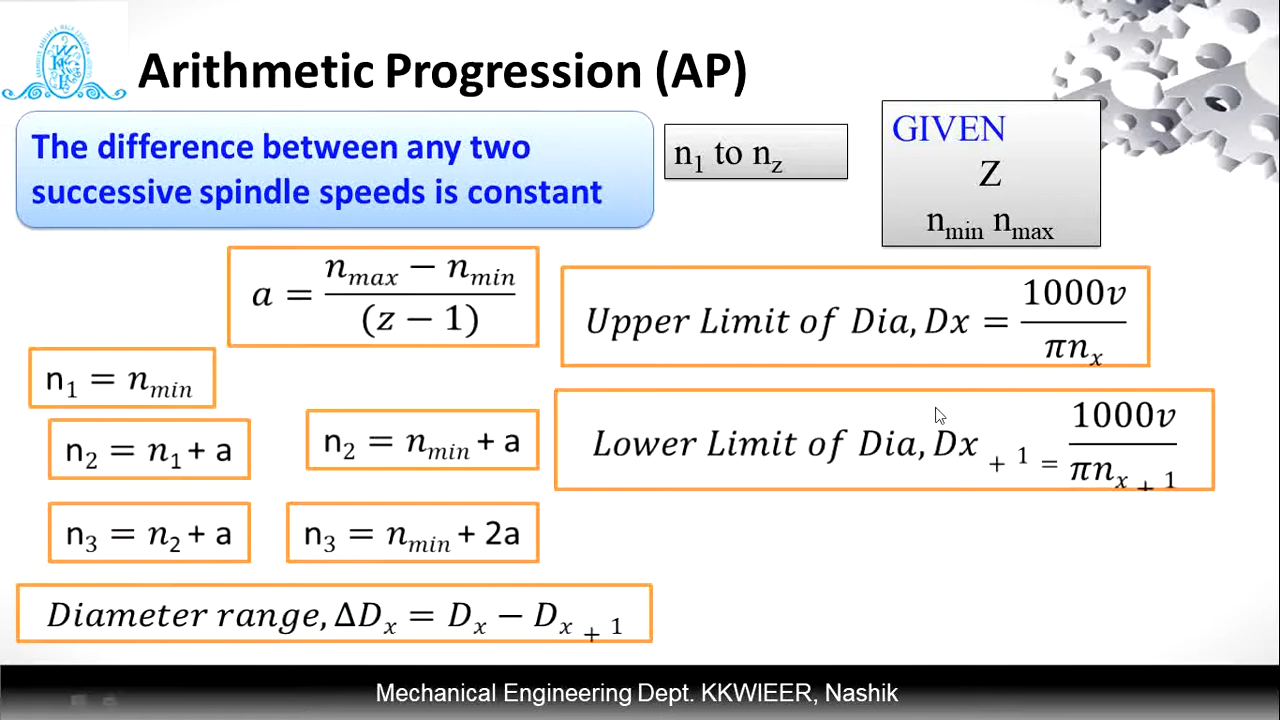 Arithmetic Progression (AP)
The difference between any two
successive spindle speeds is constant
n₁ to n_z
GIVEN
Z
n_min n_max
a = (n_max − n_min) / (z − 1)
Upper Limit of Dia, Dx = 1000v / πn_x
n₁ = n_min
Lower Limit of Dia, Dx + 1 = 1000v / πn_x + 1
n₂ = n₁ + a
n₂ = n_min + a
n₃ = n₂ + a
n₃ = n_min + 2a
Diameter range, ΔD_x = D_x − D_x + 1
Mechanical Engineering Dept. KKWIEER, Nashik